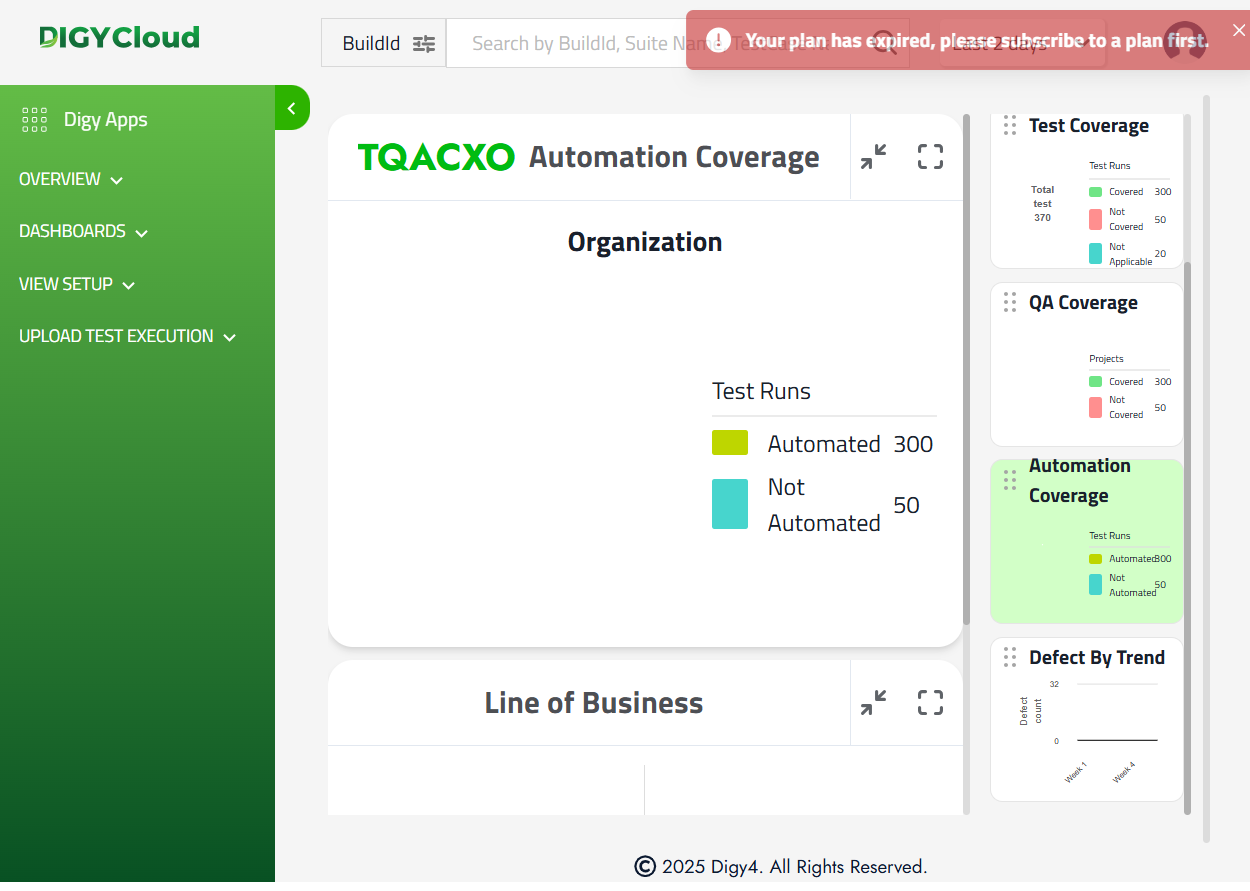 DIGYCloud
BuildId
Search by BuildId, Suite Name, Testcase N
Last 2 days
Your plan has expired, please subscribe to a plan first.
Digy Apps
OVERVIEW
DASHBOARDS
VIEW SETUP
UPLOAD TEST EXECUTION
TQACXO Automation Coverage
Organization
Test Runs
Automated 300
Not
Automated
50
Line of Business
Test Coverage
Total
test
370
Test Runs
Covered 300
Not
Covered
50
Not
Applicable
20
QA Coverage
Projects
Covered 300
Not
Covered
50
Automation
Coverage
Test Runs
Automated 300
Not
Automated
50
Defect By Trend
Defect
count
32
0
Week 1
Week 4
© 2025 Digy4. All Rights Reserved.